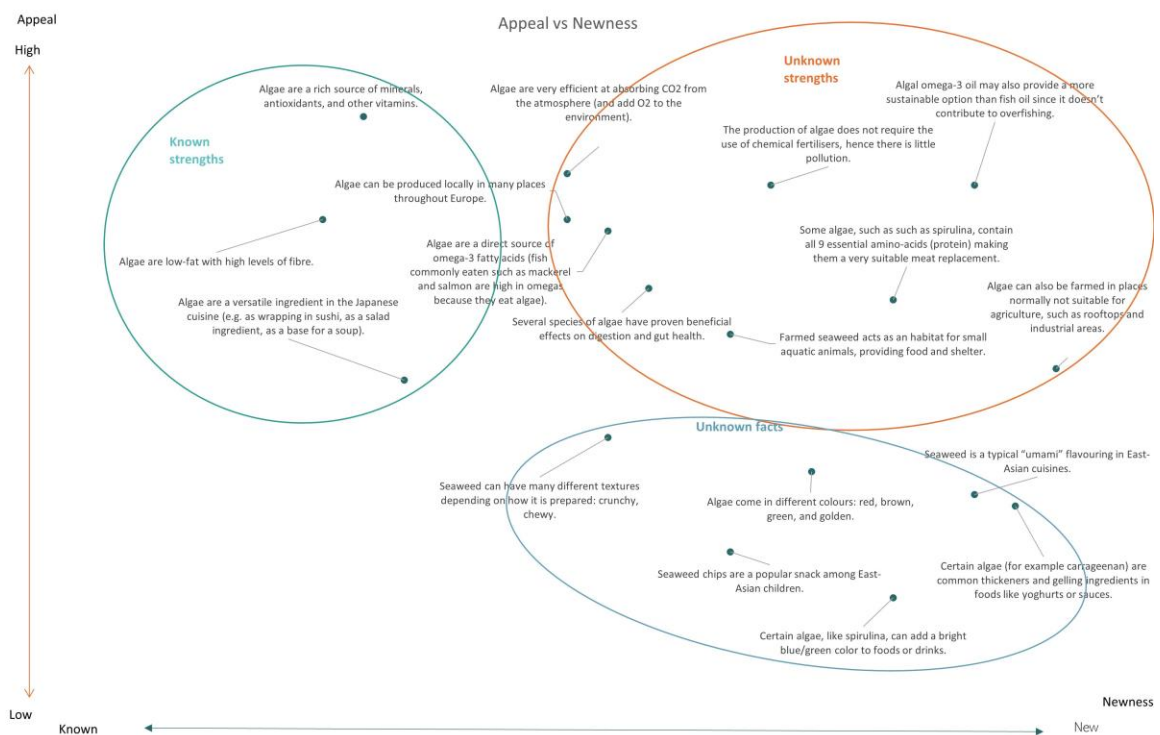 Appeal
Appeal vs Newness
High
Unknown
strengths
Algae are a rich source of minerals,
antioxidants, and other vitamins.
Algae are very efficient at absorbing CO2 from
the atmosphere (and add O2 to the
environment).
Algal omega-3 oil may also provide a more
sustainable option than fish oil since it doesn't
contribute to overfishing.
The production of algae does not require the
use of chemical fertilisers, hence there is little
pollution.
Known
strengths
Algae can be produced locally in many places
throughout Europe.
Algae are low-fat with high levels of fibre.
Algae are a direct source of
omega-3 fatty acids (fish
commonly eaten such as mackerel
and salmon are high in omegas
because they eat algae).
Some algae, such as such as spirulina, contain
all 9 essential amino-acids (protein) making
them a very suitable meat replacement.
Algae can also be farmed in places
normally not suitable for
agriculture, such as rooftops and
industrial areas.
Algae are a versatile ingredient in the Japanese
cuisine (e.g. as wrapping in sushi, as a salad
ingredient, as a base for a soup).
Several species of algae have proven beneficial
effects on digestion and gut health.
Farmed seaweed acts as an habitat for small
aquatic animals, providing food and shelter.
Unknown facts
Seaweed can have many different textures
depending on how it is prepared: crunchy,
chewy.
Algae come in different colours: red, brown,
green, and golden.
Seaweed is a typical "umami" flavouring in East-
Asian cuisines.
Seaweed chips are a popular snack among East-
Asian children.
Certain algae (for example carrageenan) are
common thickeners and gelling ingredients in
foods like yoghurts or sauces.
Certain algae, like spirulina, can add a bright
blue/green color to foods or drinks.
Low
Known
Newness
New